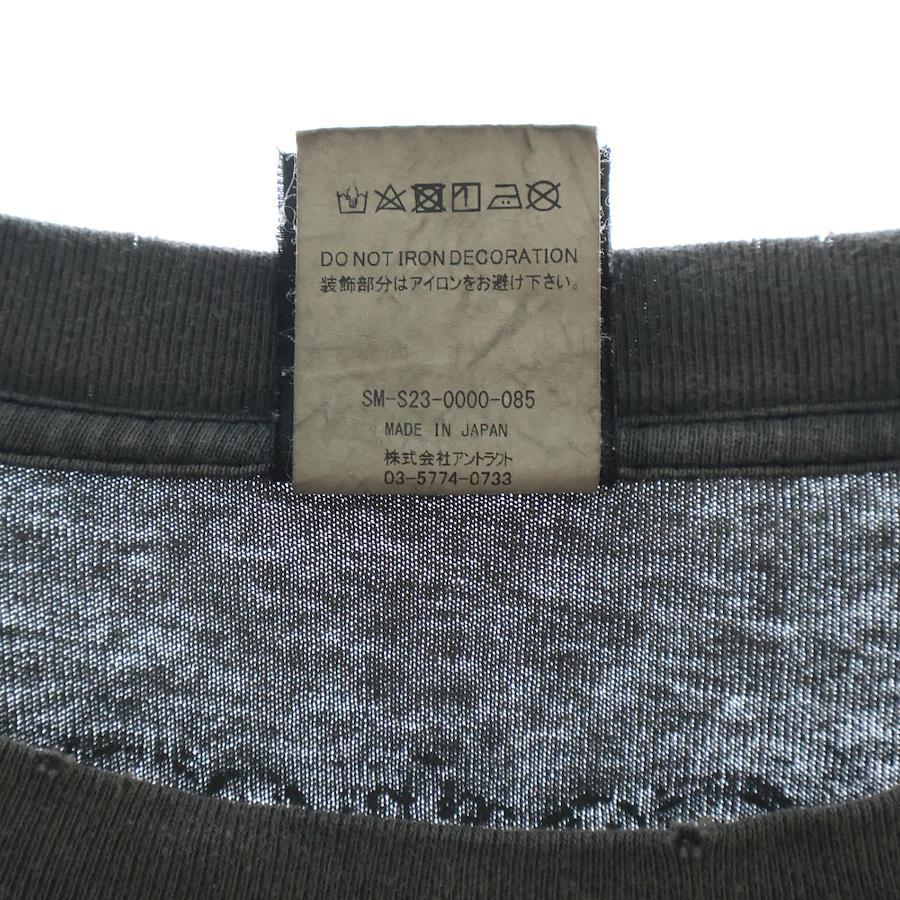 DO NOT IRON DECORATION
装飾部分はアイロンをお避け下さい。
SM-S23-0000-085
MADE IN JAPAN
株式会社アントラクト
03-5774-0733